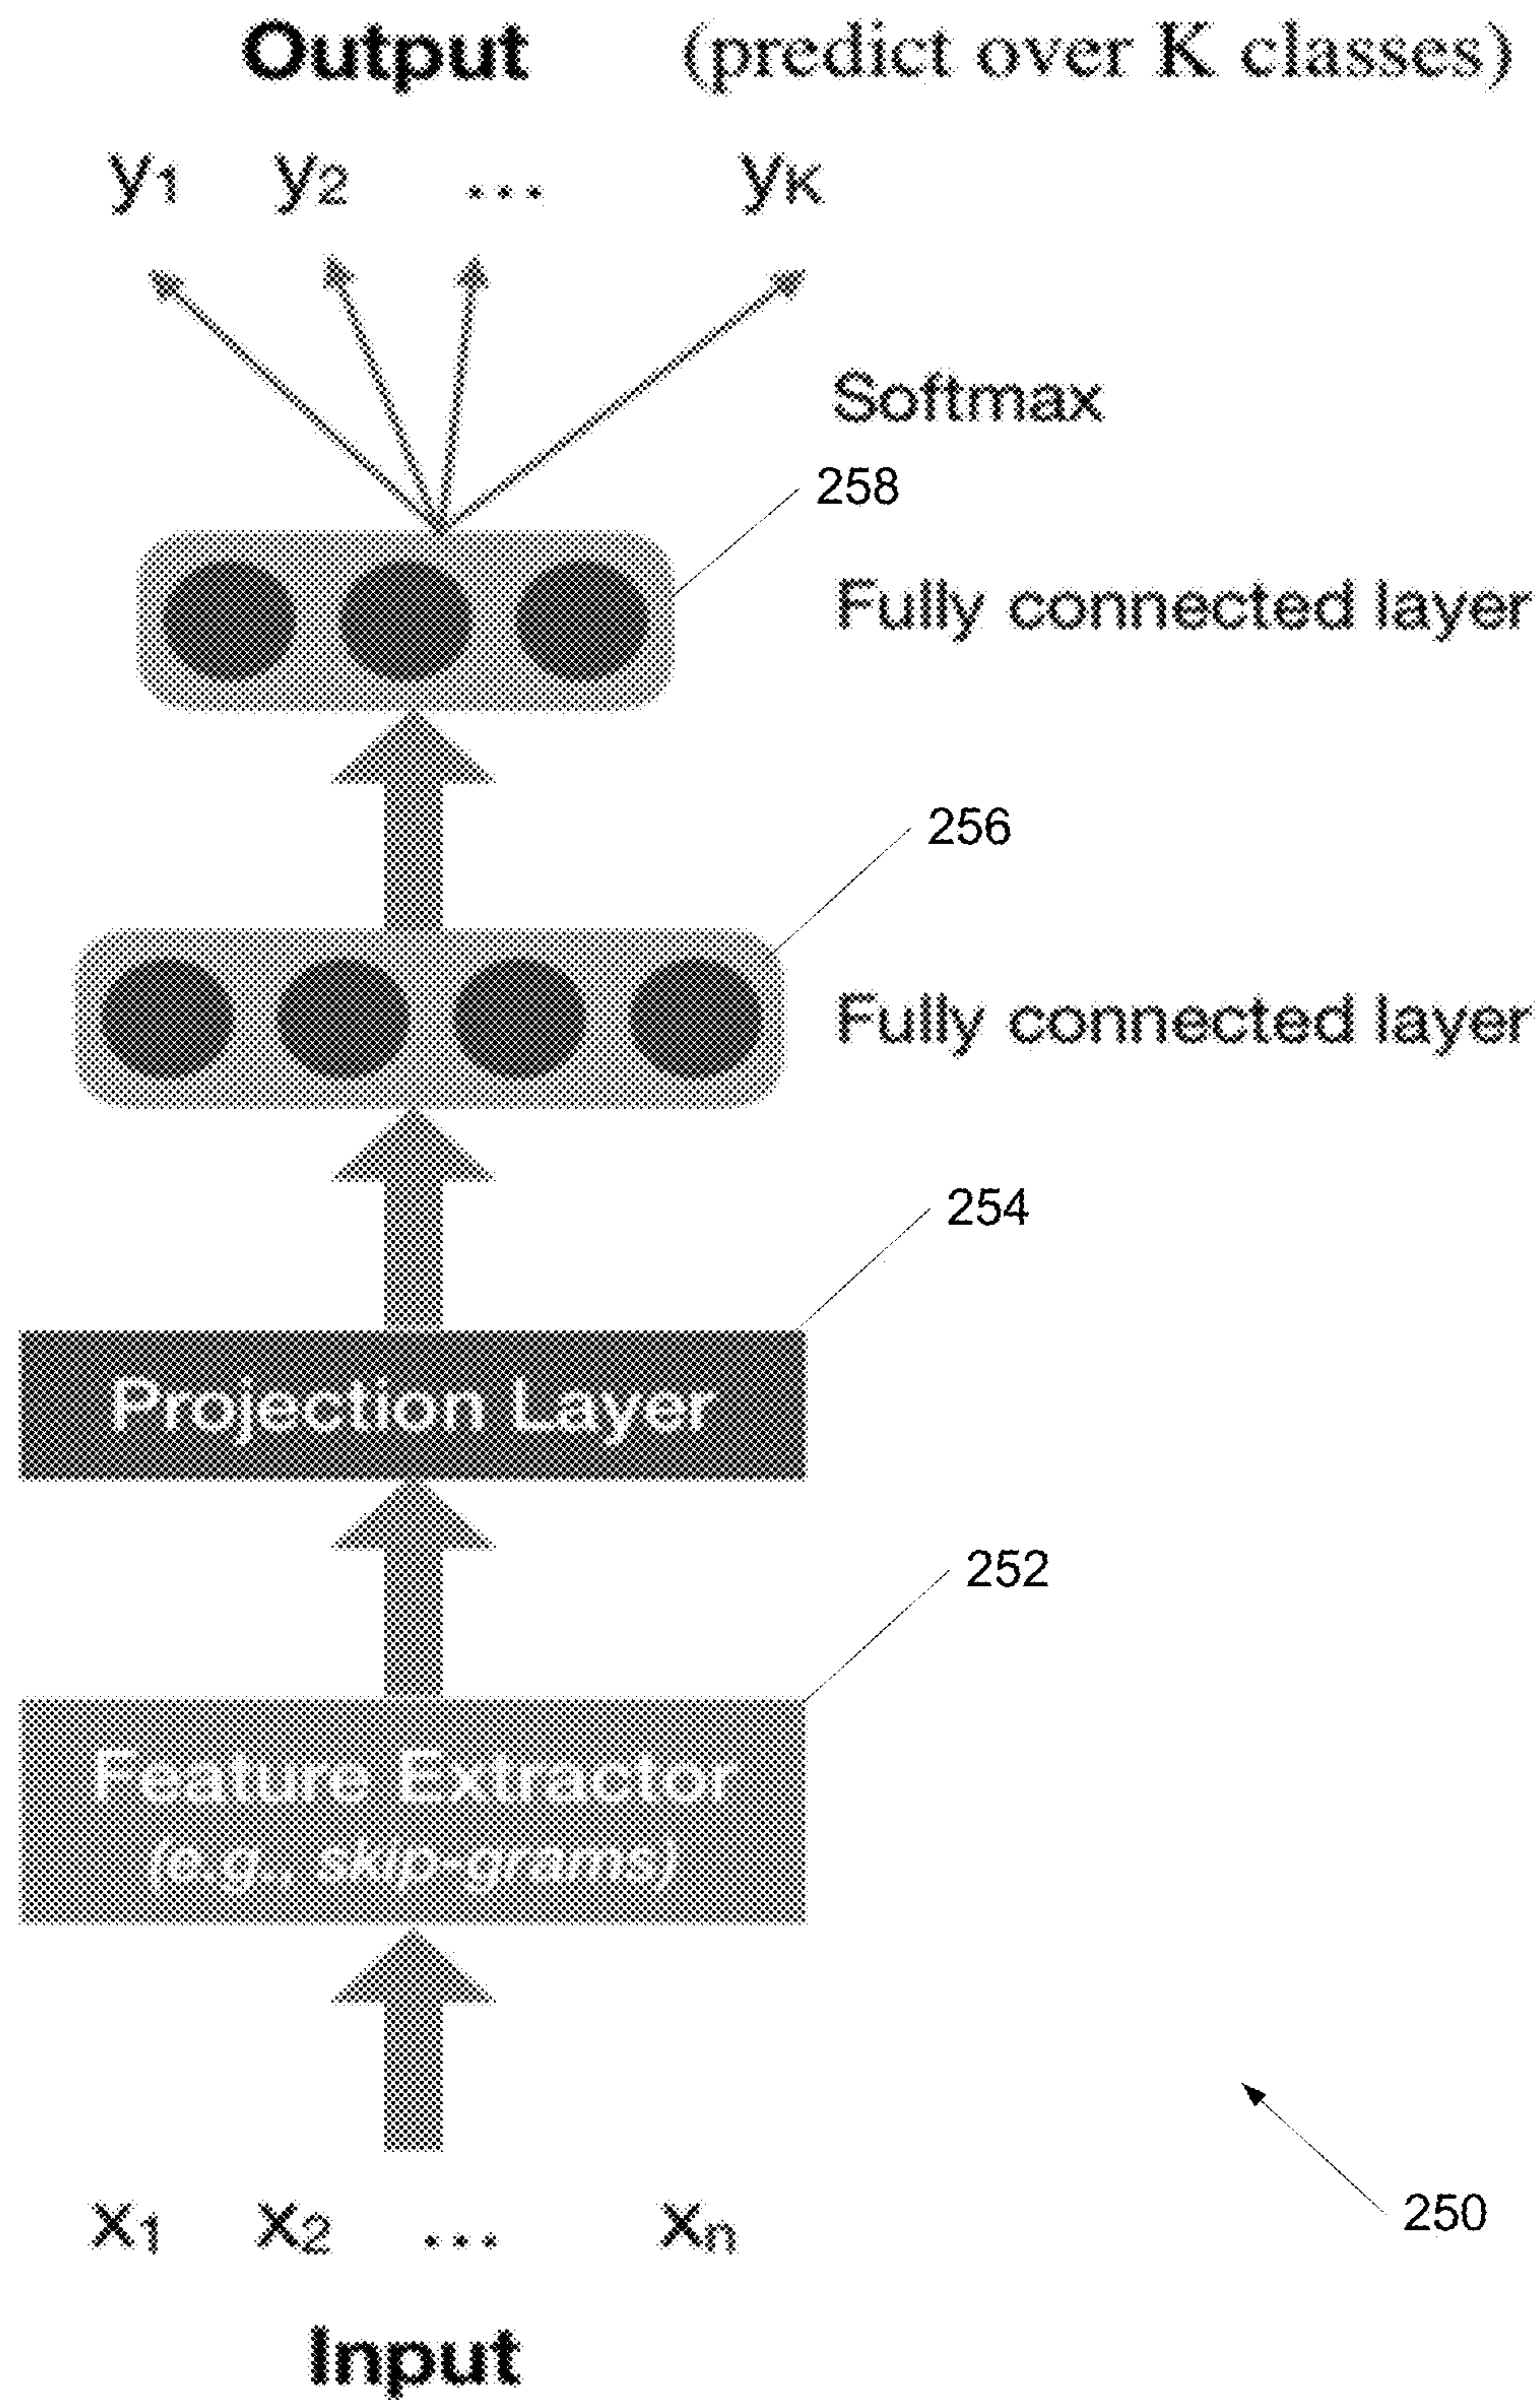 Output (predict over K classes)
y1 y2 ... yK
Softmax
258
Fully connected layer
256
Fully connected layer
254
Projection Layer
252
Feature Extractor
(e.g., skip-grams)
250
x1 x2 ... xn
Input